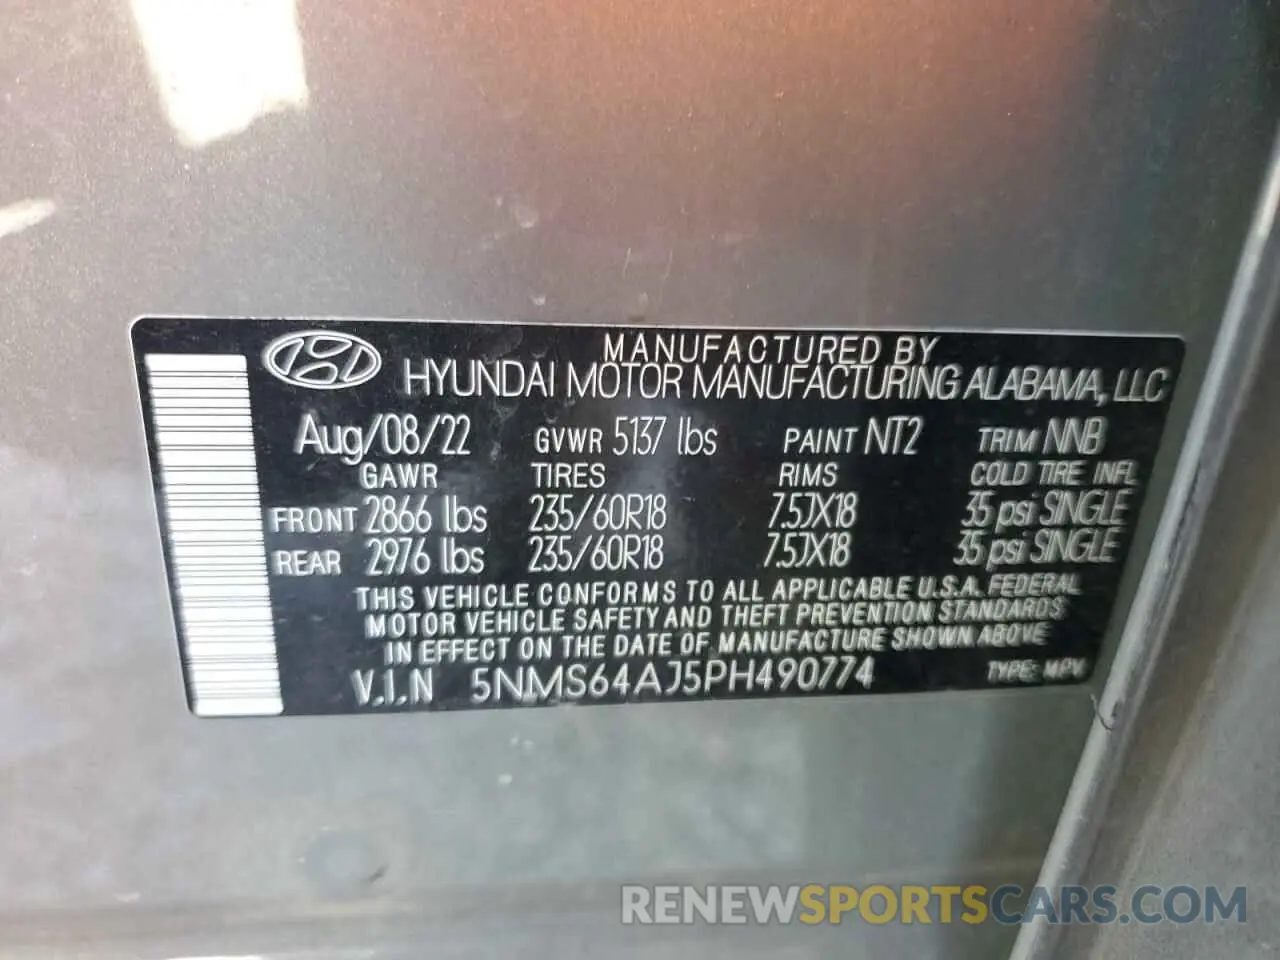 MANUFACTURED BY
HYUNDAI MOTOR MANUFACTURING ALABAMA, LLC
Aug/08/22 GVWR 5137 lbs PAINT NT2 TRIM NNB
GAWR TIRES RIMS COLD TIRE INFL
FRONT 2866 lbs 235/60R18 7.5JX18 35 psi SINGLE
REAR 2976 lbs 235/60R18 7.5JX18 35 psi SINGLE
THIS VEHICLE CONFORMS TO ALL APPLICABLE U.S.A. FEDERAL
MOTOR VEHICLE SAFETY AND THEFT PREVENTION STANDARDS
IN EFFECT ON THE DATE OF MANUFACTURE SHOWN ABOVE
V.I.N 5NMS64AJ5PH490774 TYPE: MPV
RENEWSPORTSCARS.COM